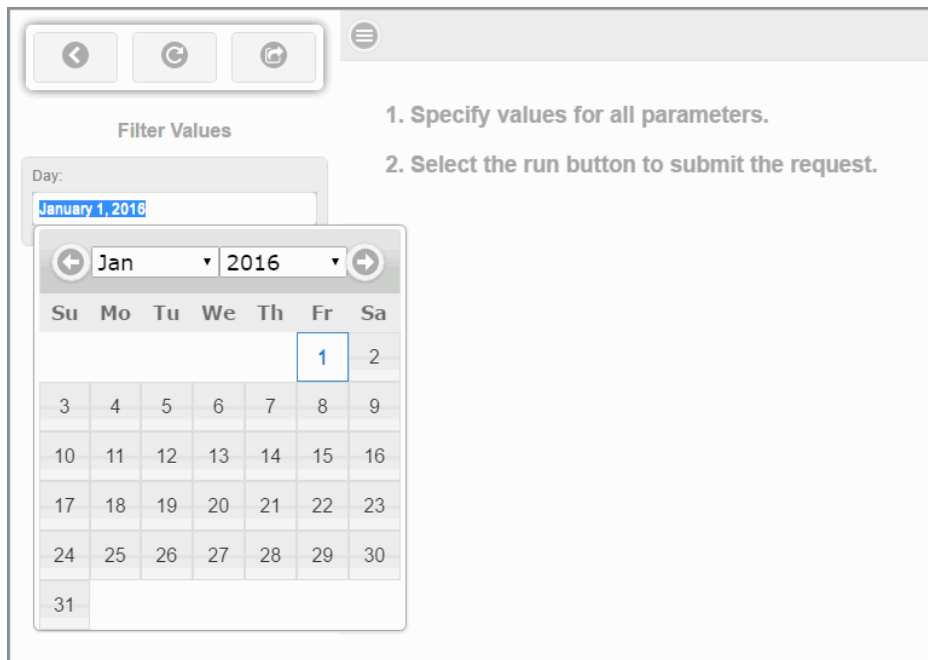 1. Specify values for all parameters.
2. Select the run button to submit the request.
Filter Values
Day:
January 1, 2016
Jan 2016
Su Mo Tu We Th Fr Sa
1 2
3 4 5 6 7 8 9
10 11 12 13 14 15 16
17 18 19 20 21 22 23
24 25 26 27 28 29 30
31